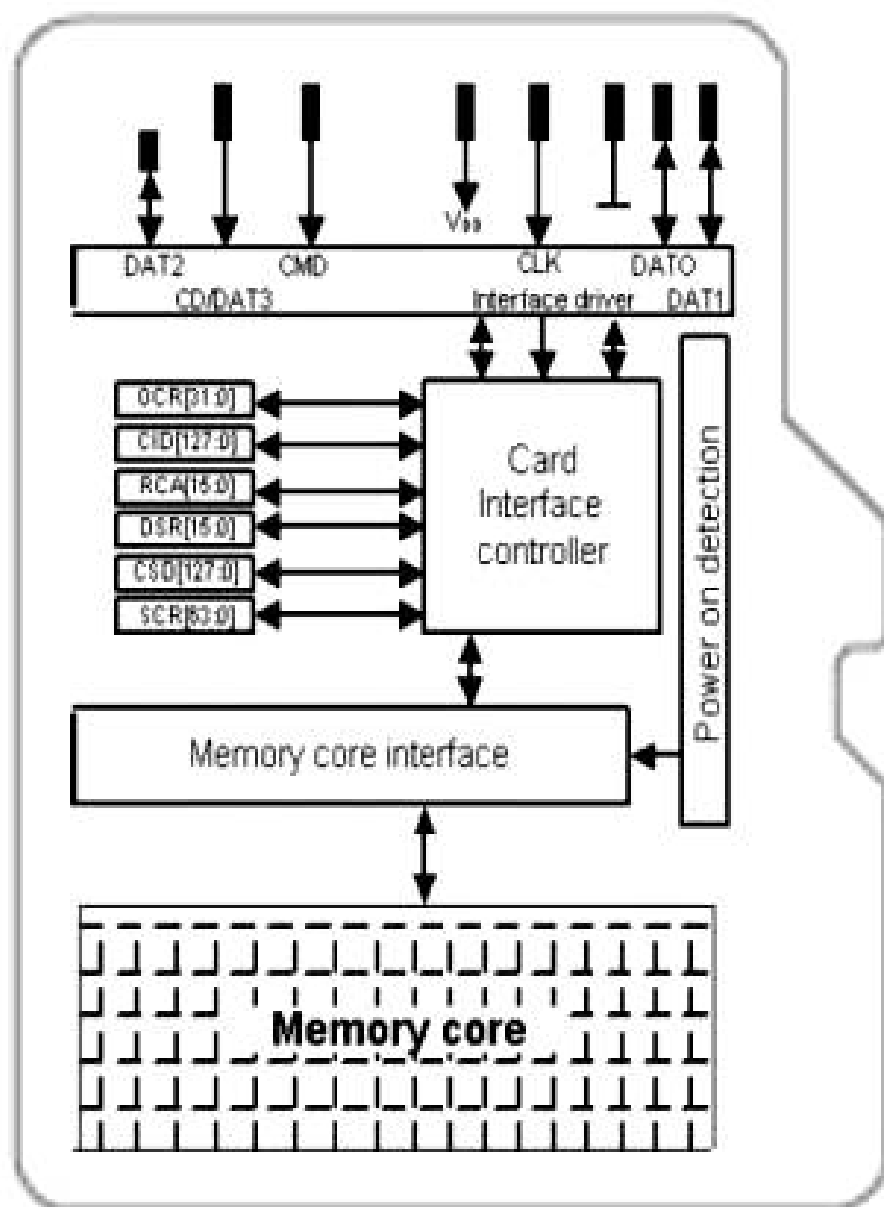 V₀₀
DAT2 CMD CLK DATO
CD/DAT3 Interface driver DAT1
OCR[31:0]
CID[127:0]
RCA[15:0]
DSR[15:0]
CSD[127:0]
SCR[63:0]
Card
Interface
controller
Power on detection
Memory core interface
Memory core